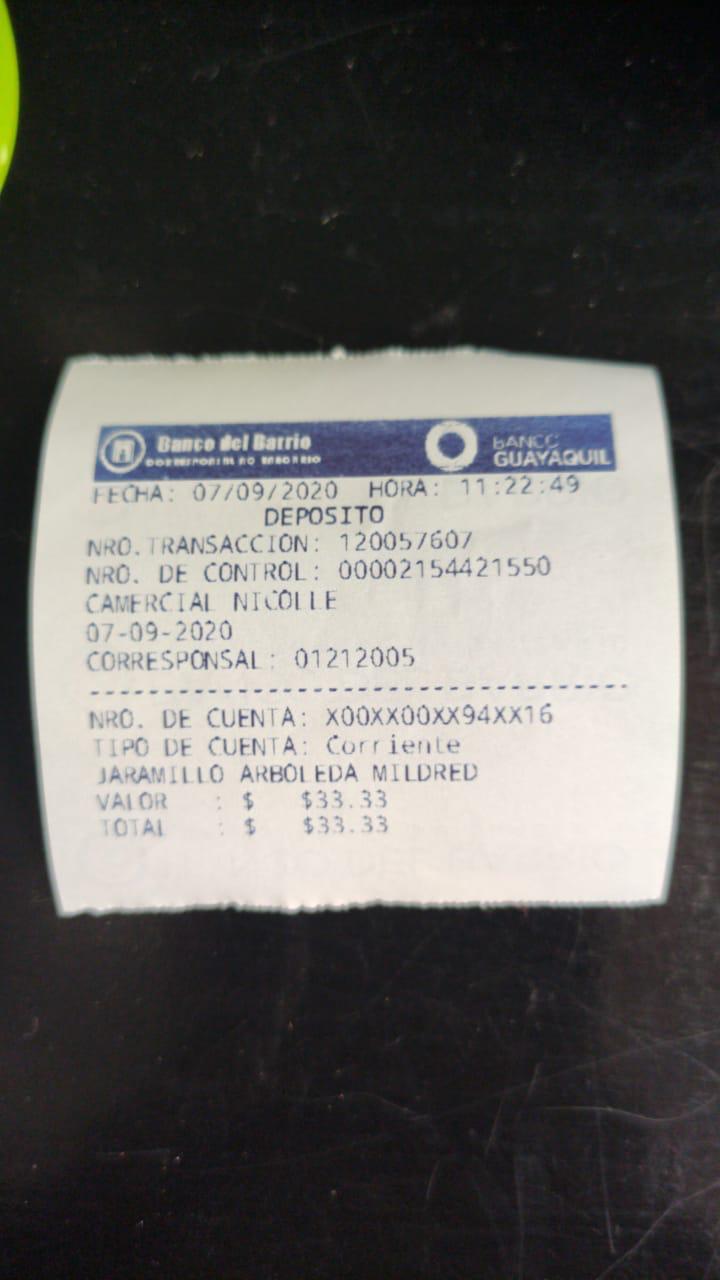 Banco del Barrio
CORRESPONSAL NO BANCARIO
BANCO
GUAYAQUIL
FECHA: 07/09/2020 HORA: 11:22:49
DEPOSITO
NRO.TRANSACCION: 120057607
NRO. DE CONTROL: 00002154421550
CAMERCIAL NICOLLE
07-09-2020
CORRESPONSAL: 01212005
NRO. DE CUENTA: X00XX00XX94XX16
TIPO DE CUENTA: Corriente
JARAMILLO ARBOLEDA MILDRED
VALOR : $ $33.33
TOTAL : $ $33.33